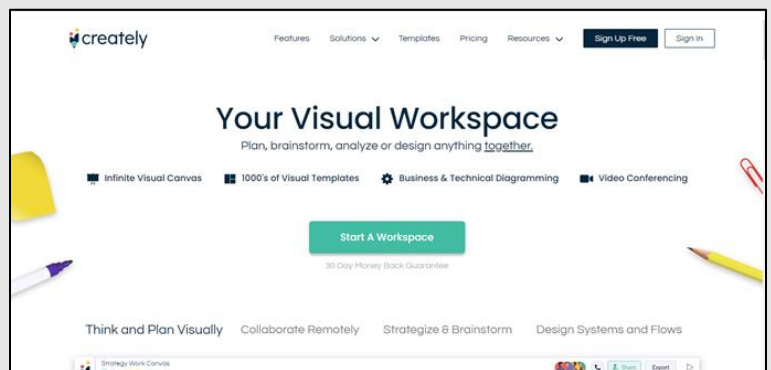 creately
Features Solutions Templates Pricing Resources Sign Up Free Sign In
Your Visual Workspace
Plan, brainstorm, analyze or design anything together.
Infinite Visual Canvas 1000's of Visual Templates Business & Technical Diagramming Video Conferencing
Start A Workspace
30 Day Money Back Guarantee
Think and Plan Visually Collaborate Remotely Strategize & Brainstorm Design Systems and Flows
Strategy Work Canvas Share Export